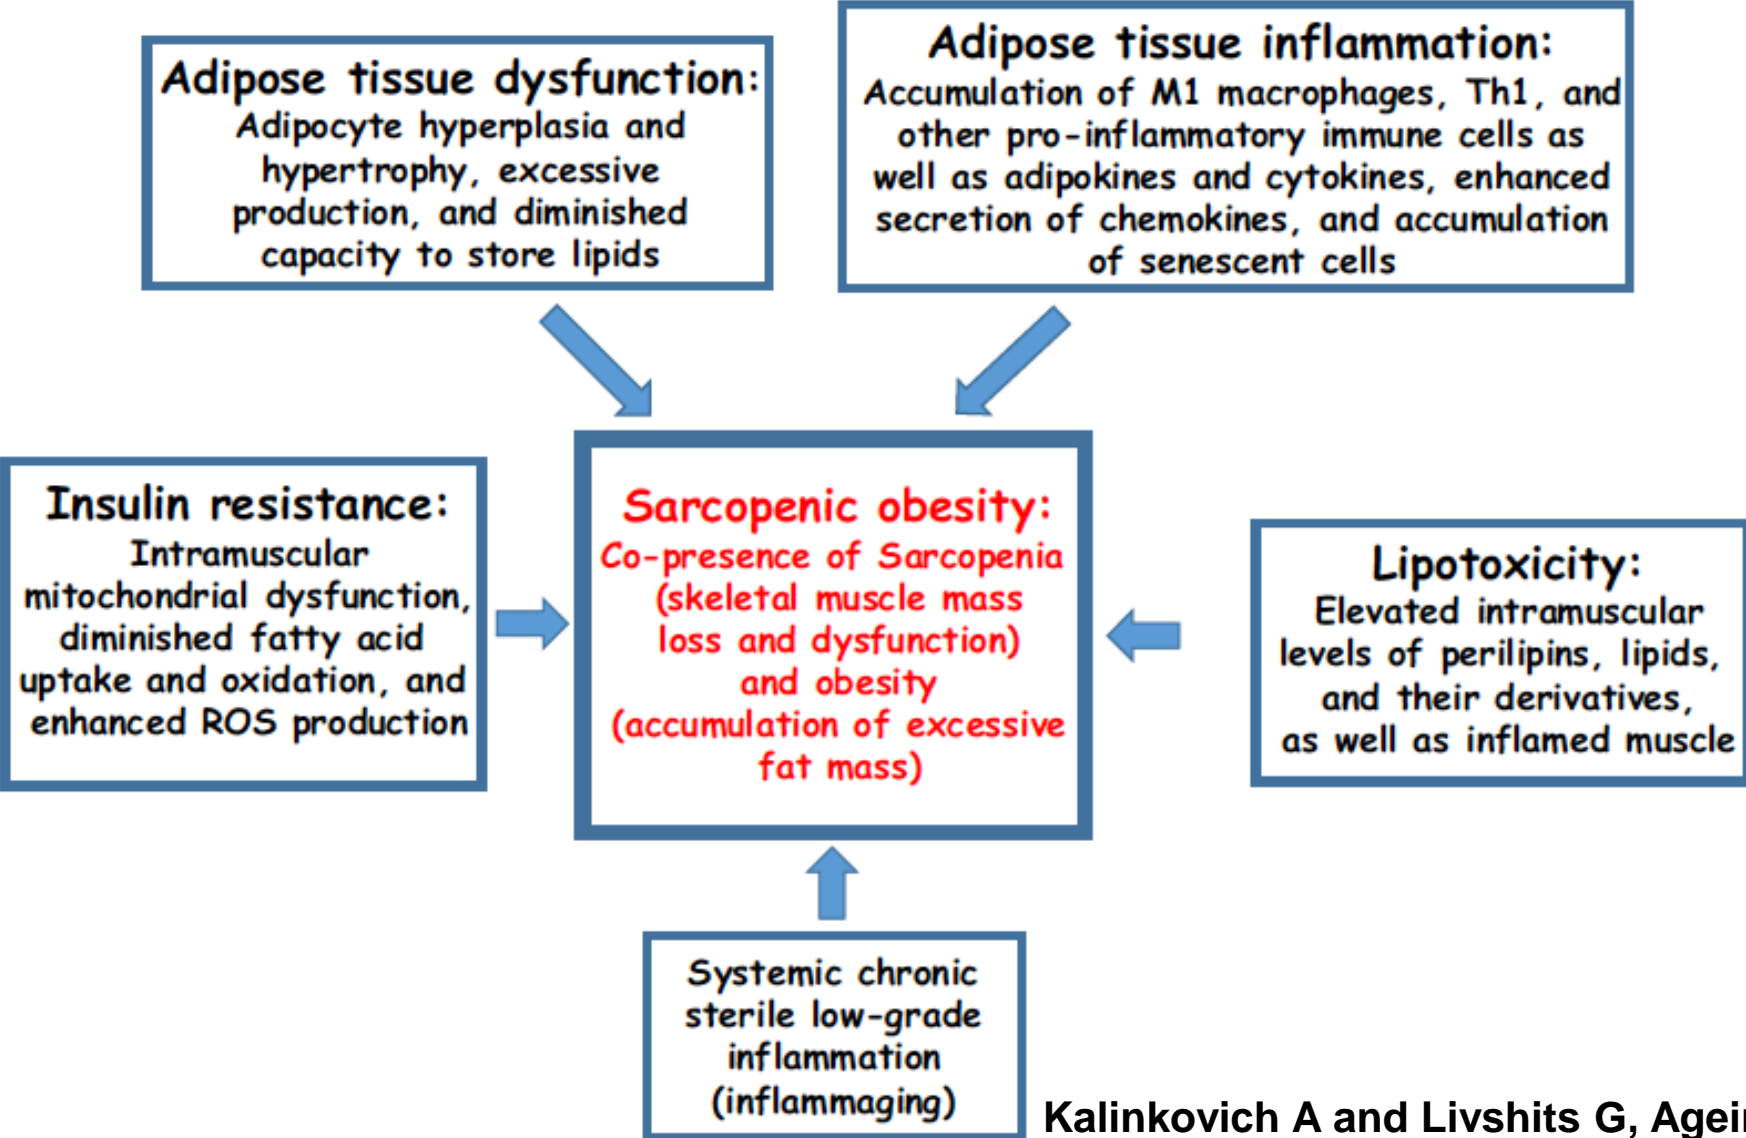 Adipose tissue dysfunction:
Adipocyte hyperplasia and
hypertrophy, excessive
production, and diminished
capacity to store lipids
Adipose tissue inflammation:
Accumulation of M1 macrophages, Th1, and
other pro-inflammatory immune cells as
well as adipokines and cytokines, enhanced
secretion of chemokines, and accumulation
of senescent cells
Insulin resistance:
Intramuscular
mitochondrial dysfunction,
diminished fatty acid
uptake and oxidation, and
enhanced ROS production
Sarcopenic obesity:
Co-presence of Sarcopenia
(skeletal muscle mass
loss and dysfunction)
and obesity
(accumulation of excessive
fat mass)
Lipotoxicity:
Elevated intramuscular
levels of perilipins, lipids,
and their derivatives,
as well as inflamed muscle
Systemic chronic
sterile low-grade
inflammation
(inflammaging)
Kalinkovich A and Livshits G,